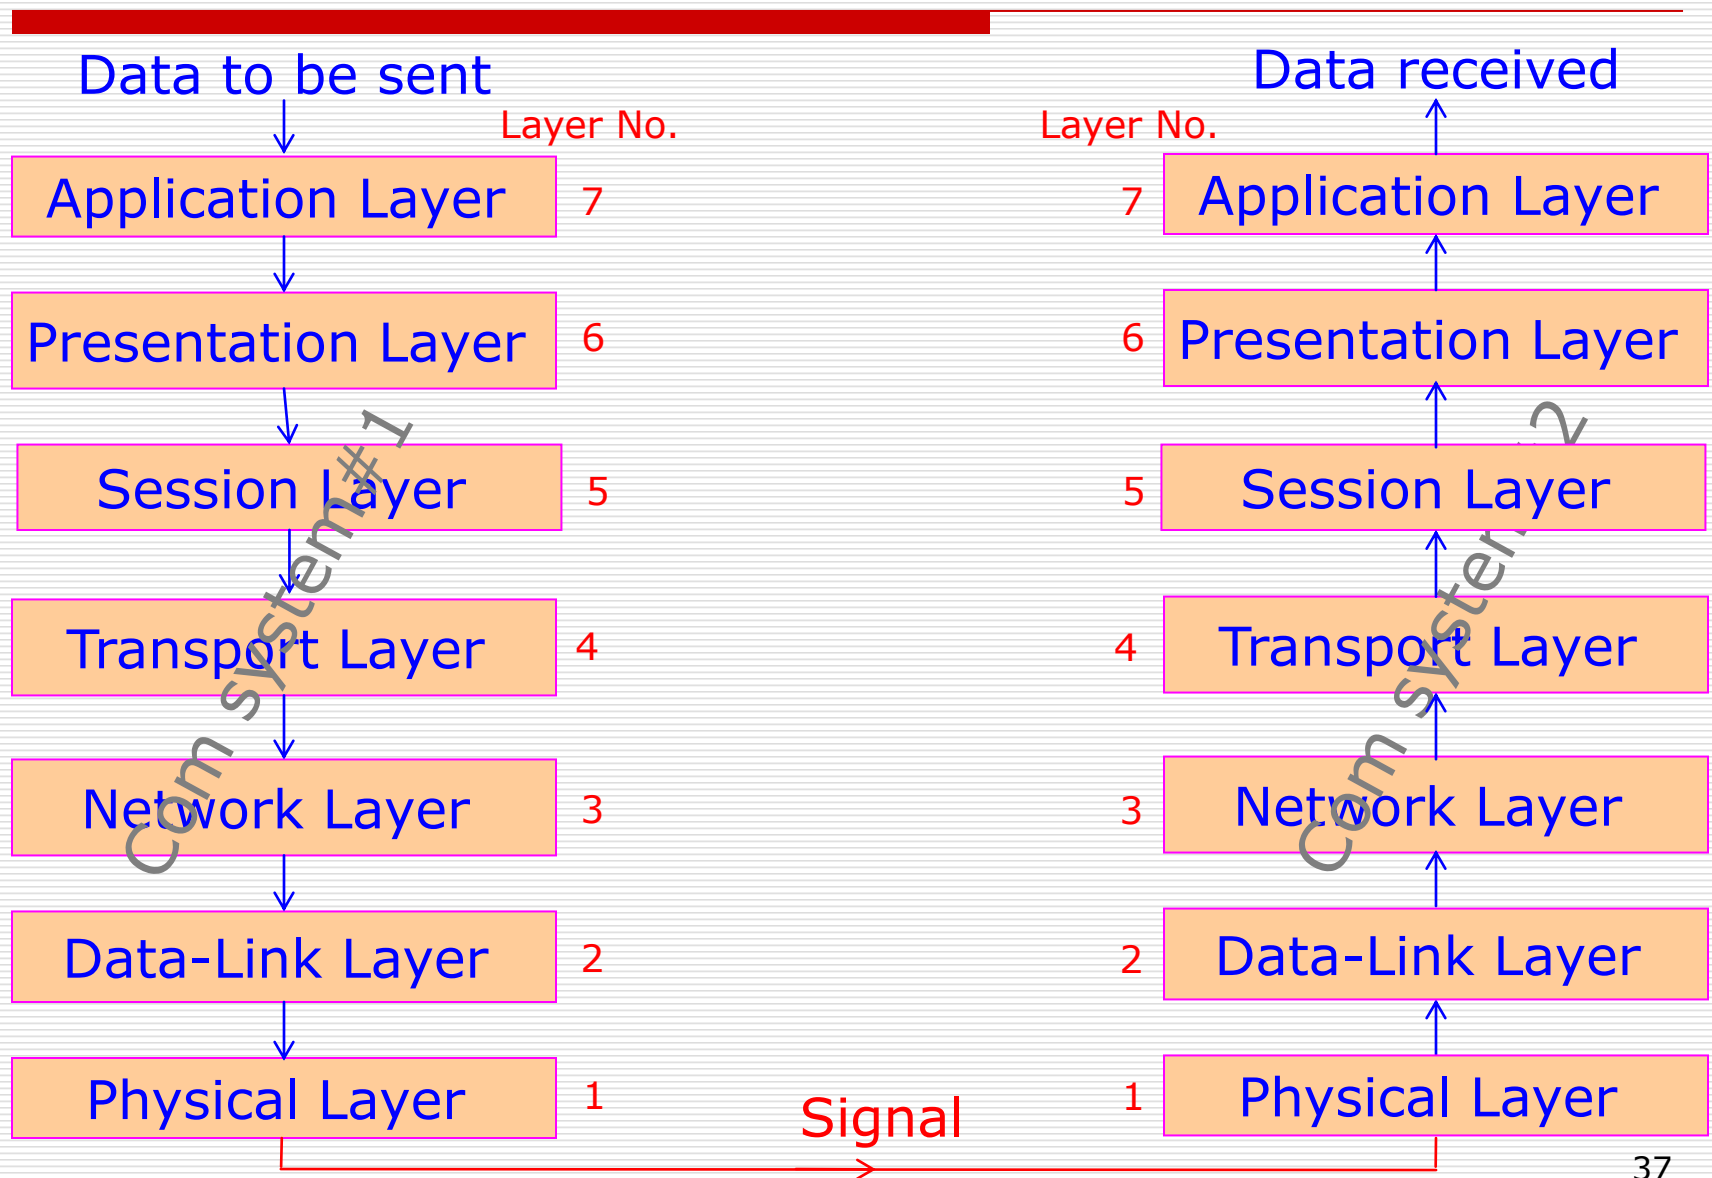 Data to be sent
Layer No.
Application Layer 7
Presentation Layer 6
Session Layer 5
Transport Layer 4
Network Layer 3
Data-Link Layer 2
Physical Layer 1
Com system#1
Signal
Data received
Layer No.
7 Application Layer
6 Presentation Layer
5 Session Layer
4 Transport Layer
3 Network Layer
2 Data-Link Layer
1 Physical Layer
Com 2
37